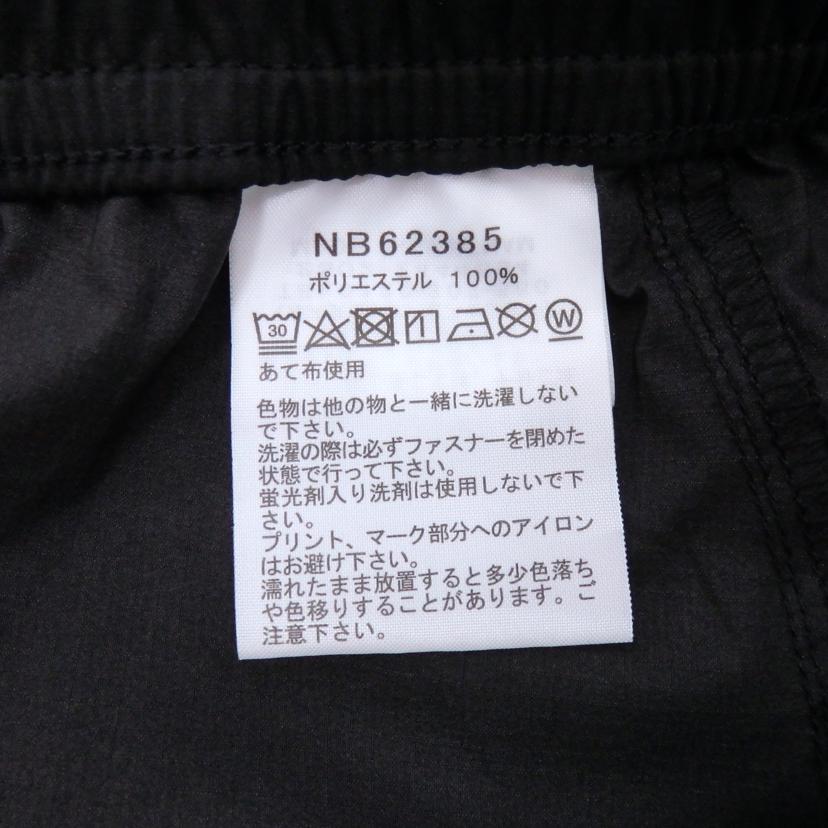 NB62385
ポリエステル 100%
30 W
あて布使用
色物は他の物と一緒に洗濯しない
で下さい。
洗濯の際は必ずファスナーを閉めた
状態で行って下さい。
蛍光剤入り洗剤は使用しないで下
さい。
プリント、マーク部分へのアイロン
はお避け下さい。
濡れたまま放置すると多少色落ち
や色移りすることがあります。ご
注意下さい。